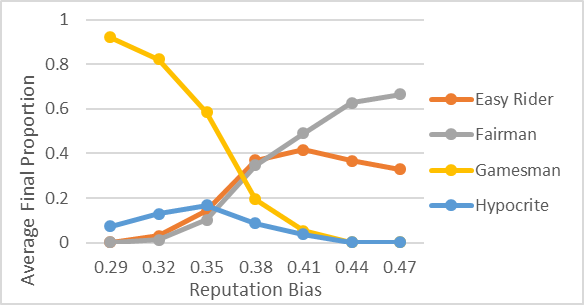 Average Final Proportion
1
0.8
0.6
0.4
0.2
0
0.29 0.32 0.35 0.38 0.41 0.44 0.47
Reputation Bias
Easy Rider
Fairman
Gamesman
Hypocrite